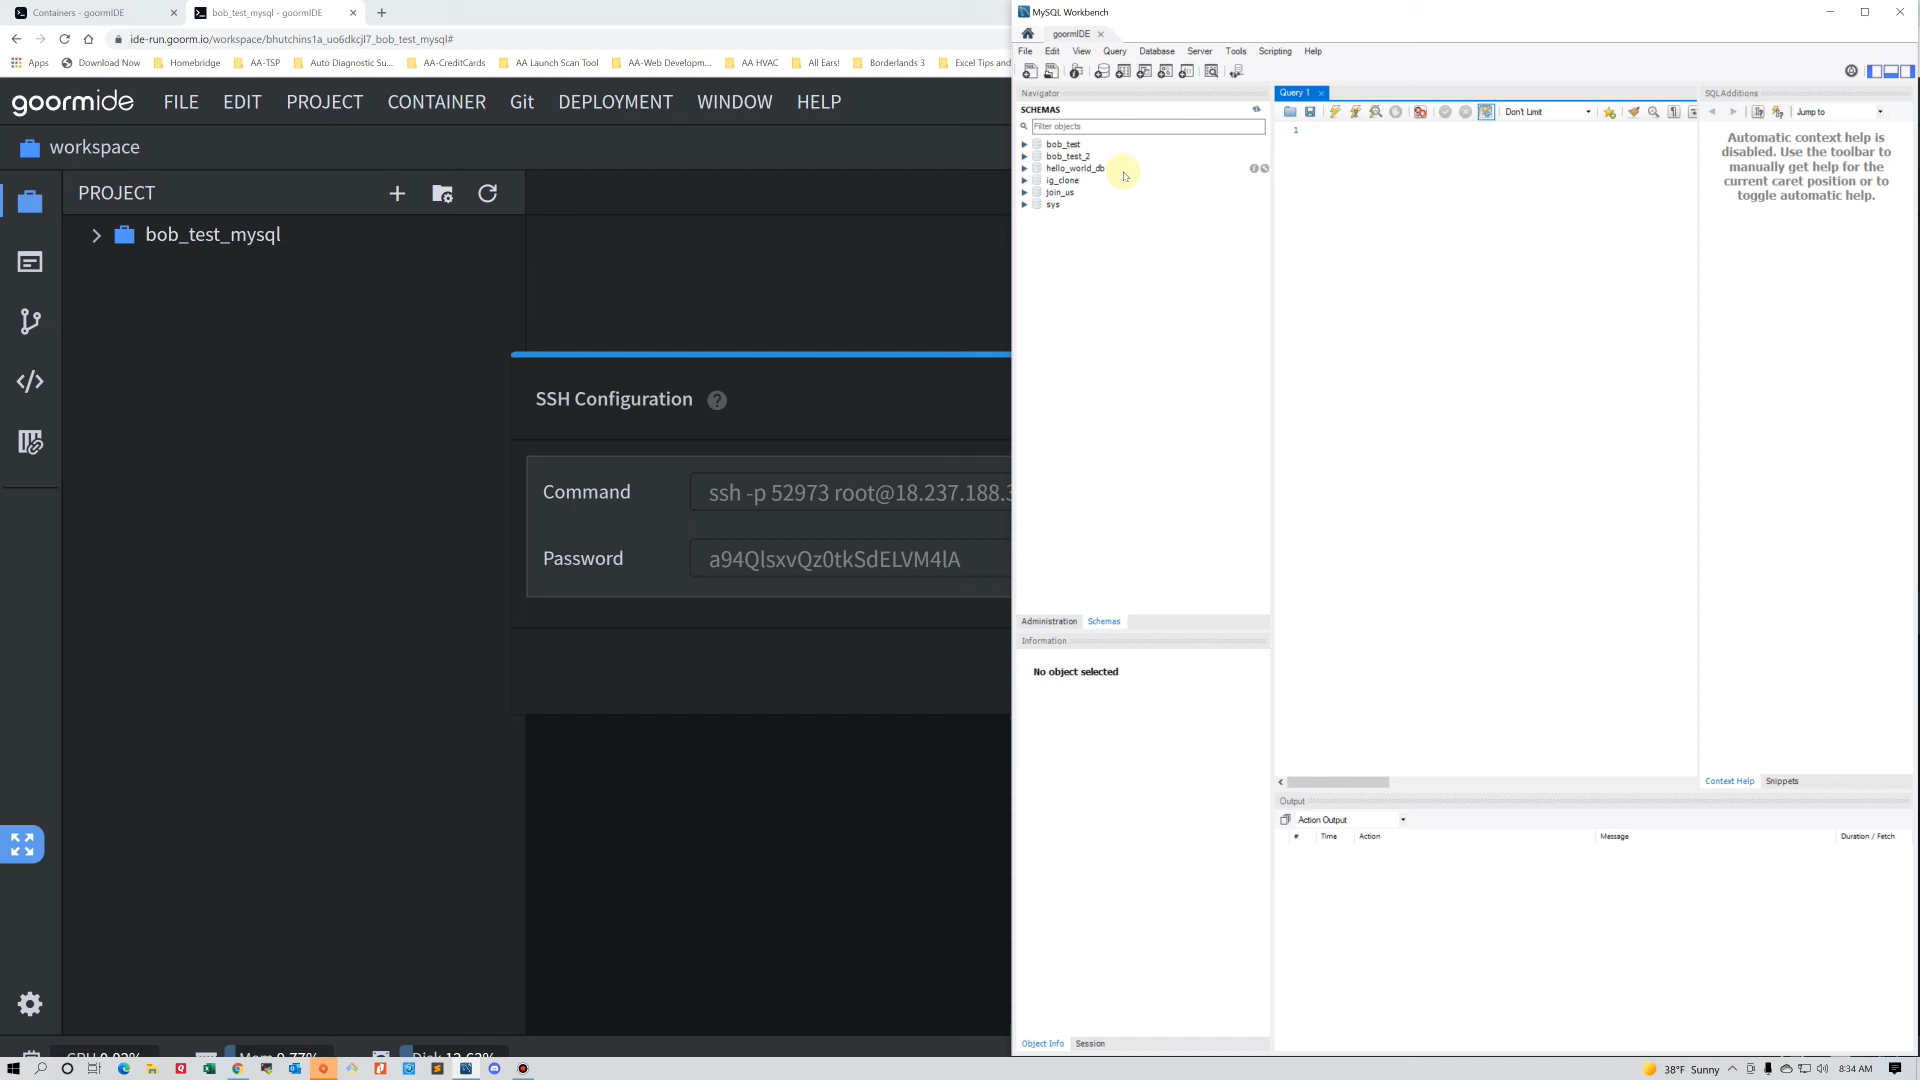 Containers - goormIDE
bob_test_mysql - goormIDE
ide-run.goorm.io/workspace/bhutchins1a_uo6dkcjl7_bob_test_mysql#
Apps Download Now Homebridge AA-TSP Auto Diagnostic Su... AA-CreditCards AA Launch Scan Tool AA-Web Developm... AA HVAC All Ears! Borderlands 3 Excel Tips and
goormide FILE EDIT PROJECT CONTAINER Git DEPLOYMENT WINDOW HELP
workspace
PROJECT
bob_test_mysql
SSH Configuration ?
Command ssh -p 52973 root@18.237.188.3
Password a94QlsxvQz0tkSdELVM4lA
MySQL Workbench
goormIDE
File Edit View Query Database Server Tools Scripting Help
Navigator
SCHEMAS
Filter objects
bob_test
bob_test_2
hello_world_db
ig_clone
join_us
sys
Administration Schemas
Information
No object selected
Object Info Session
Query 1
Don't Limit
1
SQLAdditions
Jump to
Automatic context help is
disabled. Use the toolbar to
manually get help for the
current caret position or to
toggle automatic help.
Context Help Snippets
Output
Action Output
# Time Action Message Duration / Fetch
38°F Sunny 8:34 AM